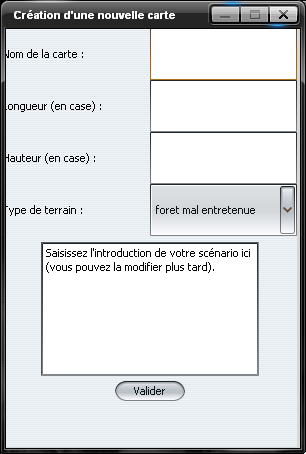 Création d'une nouvelle carte
Nom de la carte :
Longueur (en case) :
Hauteur (en case) :
Type de terrain :
foret mal entretenue
Saisissez l'introduction de votre scénario ici
(vous pouvez la modifier plus tard).
Valider